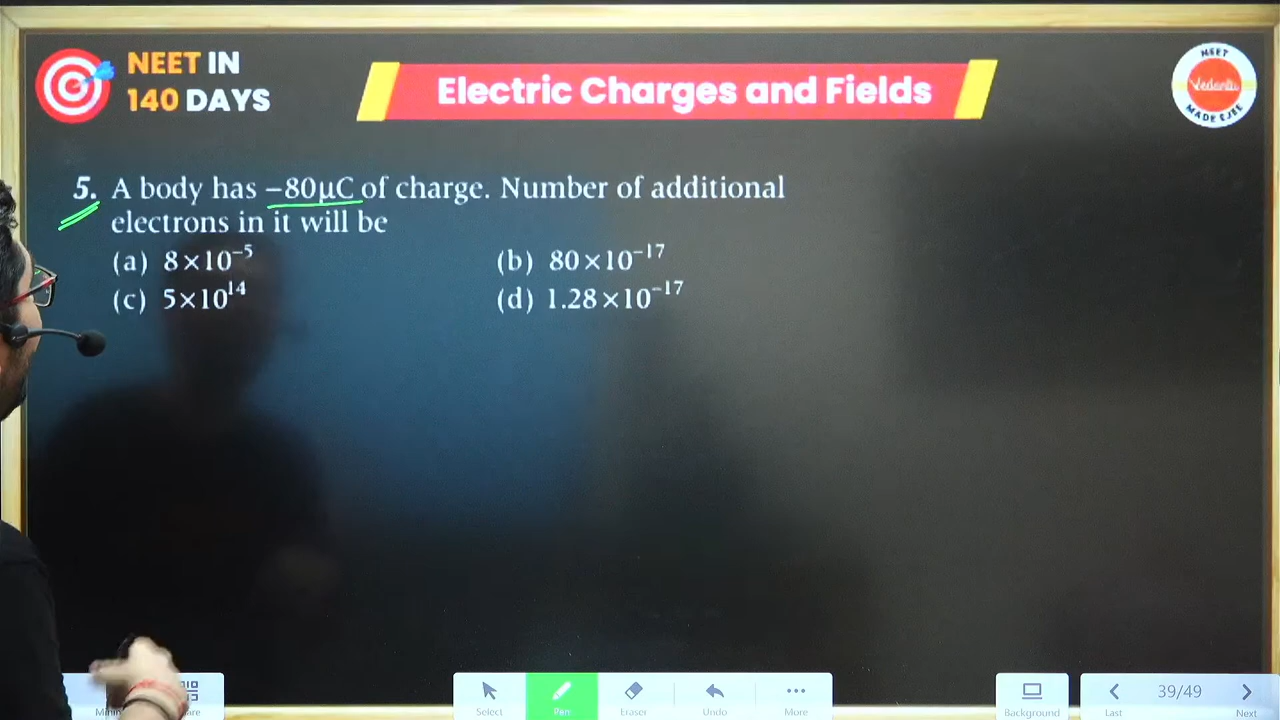 NEET IN
140 DAYS
Electric Charges and Fields
NEET
Vedantu
MADE EJEE
5. A body has −80μC of charge. Number of additional
electrons in it will be
(a) 8×10⁻⁵ (b) 80×10⁻¹⁷
(c) 5×10¹⁴ (d) 1.28×10⁻¹⁷
Select
Pen
Eraser
Undo
More
Background
39/49
Last
Next